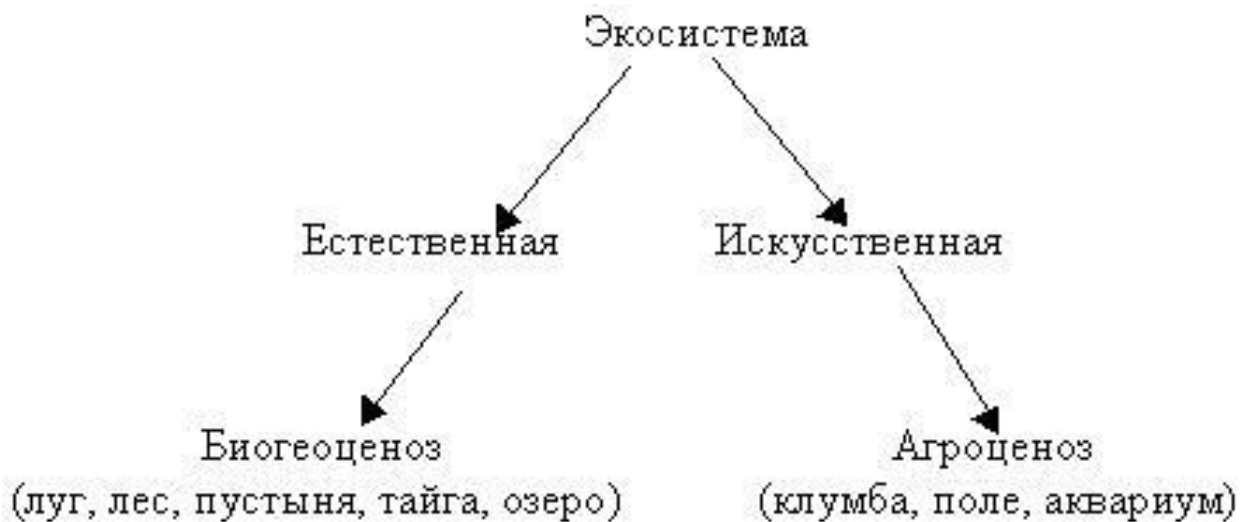 Экосистема
Естественная
Искусственная
Биогеоценоз
(луг, лес, пустыня, тайга, озеро)
Агроценоз
(клумба, поле, аквариум)